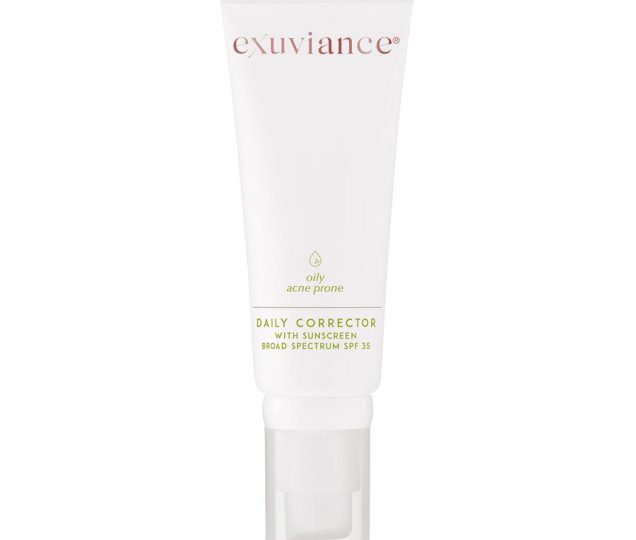 exuviance®
oily
acne prone
DAILY CORRECTOR
WITH SUNSCREEN
BROAD SPECTRUM SPF 35